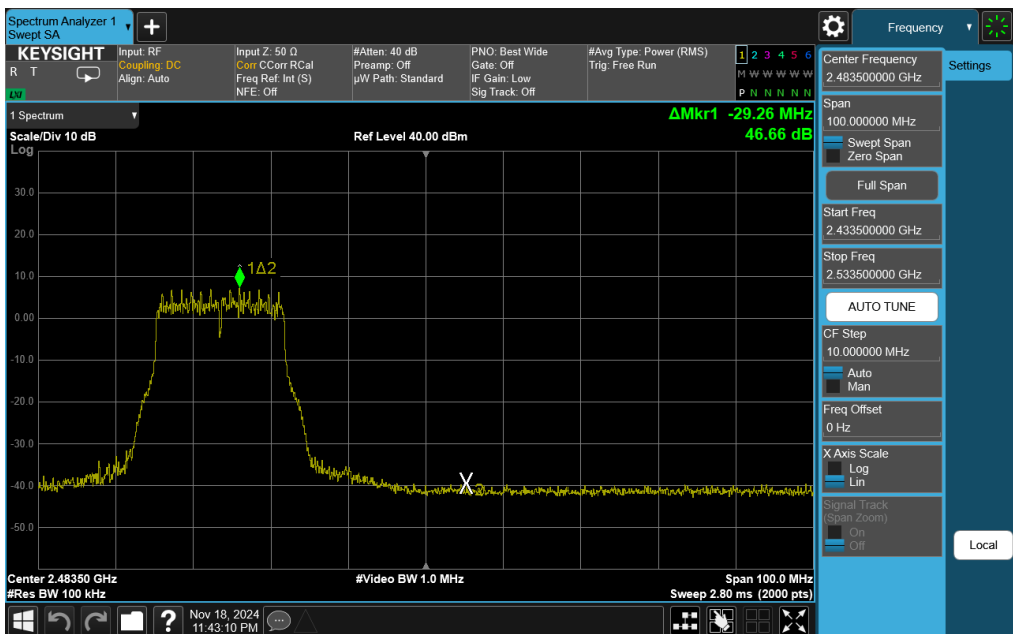 Spectrum Analyzer 1
Swept SA
Frequency
KEYSIGHT
R T
LXI
Input: RF
Coupling: DC
Align: Auto
Input Z: 50 Ω
Corr CCorr RCal
Freq Ref: Int (S)
NFE: Off
#Atten: 40 dB
Preamp: Off
µW Path: Standard
PNO: Best Wide
Gate: Off
IF Gain: Low
Sig Track: Off
#Avg Type: Power (RMS)
Trig: Free Run
1 2 3 4 5 6
M W W W W W
P N N N N N
1 Spectrum
ΔMkr1 -29.26 MHz
46.66 dB
Scale/Div 10 dB
Ref Level 40.00 dBm
Log
30.0
20.0
10.0
0.00
-10.0
-20.0
-30.0
-40.0
-50.0
1Δ2
X2
Center 2.48350 GHz
#Video BW 1.0 MHz
Span 100.0 MHz
#Res BW 100 kHz
Sweep 2.80 ms (2000 pts)
Nov 18, 2024
11:43:10 PM
Center Frequency
2.483500000 GHz
Settings
Span
100.000000 MHz
Swept Span
Zero Span
Full Span
Start Freq
2.433500000 GHz
Stop Freq
2.533500000 GHz
AUTO TUNE
CF Step
10.000000 MHz
Auto
Man
Freq Offset
0 Hz
X Axis Scale
Log
Lin
Signal Track
(Span Zoom)
On
Off
Local